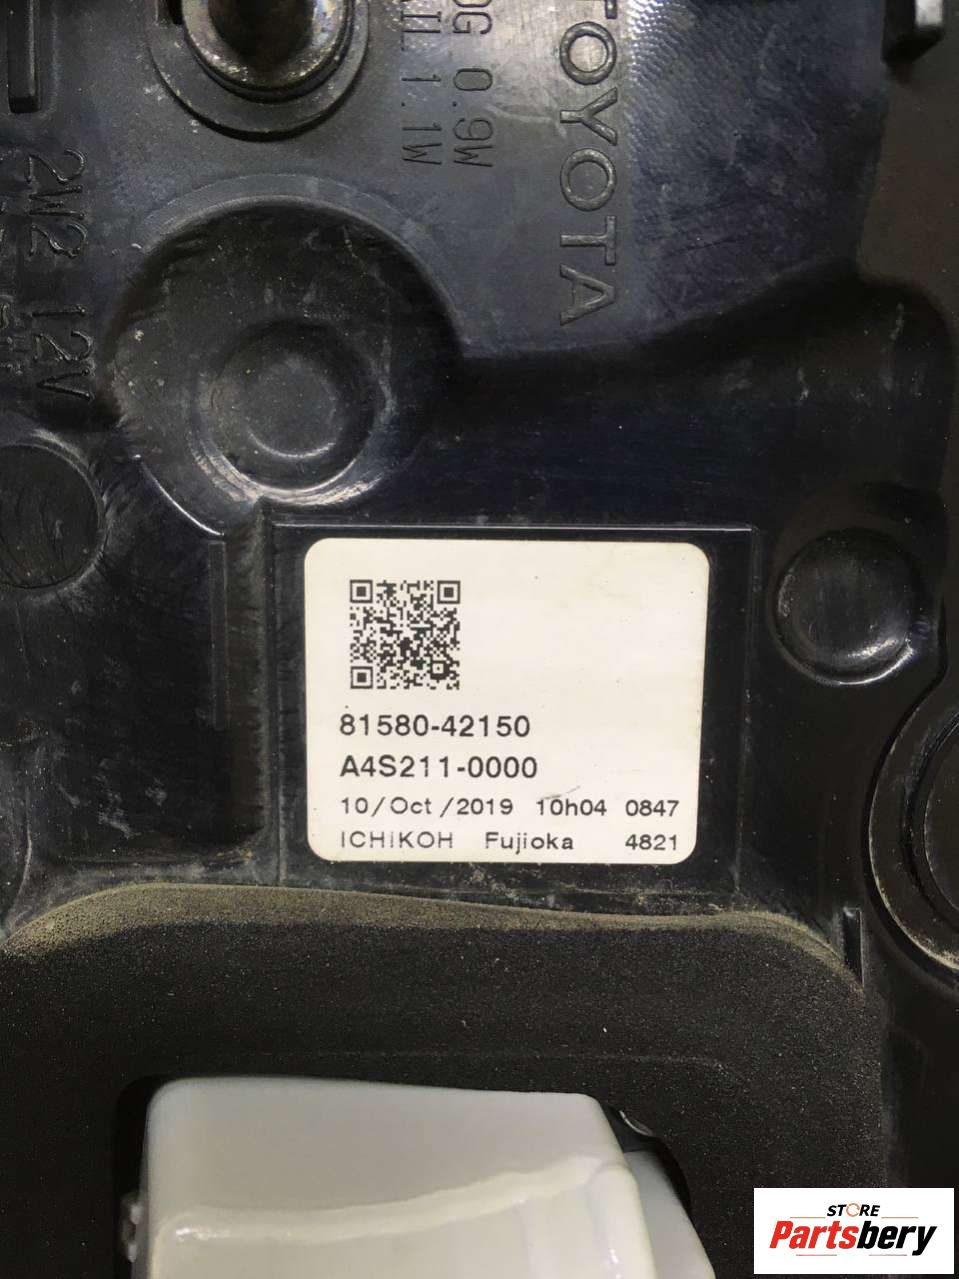 TOYOTA
0.9W
1.1W
2W2 12V
81580-42150
A4S211-0000
10/Oct/2019 10h04 0847
ICHIKOH Fujioka 4821
STORE
Partsbery